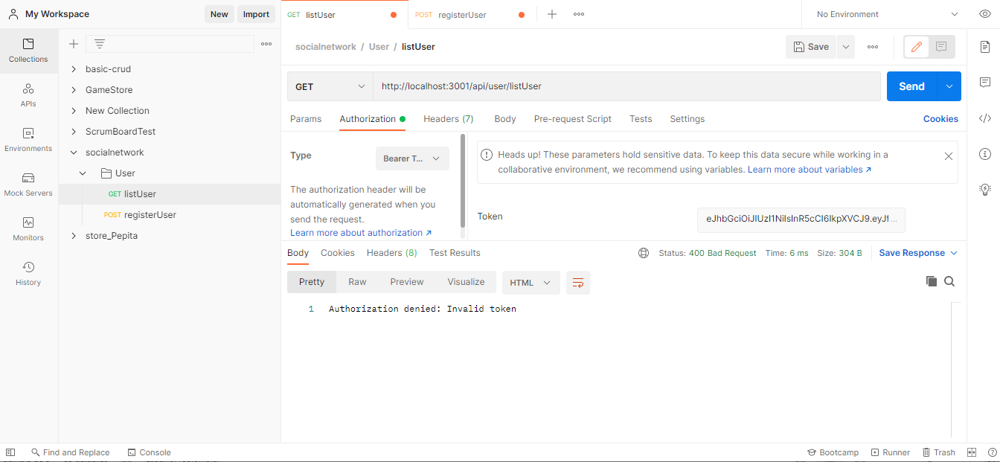 My Workspace
New
Import
GET listUser
POST registerUser
No Environment
Collections
APIs
Environments
Mock Servers
Monitors
History
basic-crud
GameStore
New Collection
ScrumBoardTest
socialnetwork
User
GET listUser
POST registerUser
store_Pepita
socialnetwork / User / listUser
Save
GET
http://localhost:3001/api/user/listUser
Send
Params
Authorization
Headers (7)
Body
Pre-request Script
Tests
Settings
Cookies
Type
Bearer T...
The authorization header will be
automatically generated when you
send the request.
Learn more about authorization ↗
Heads up! These parameters hold sensitive data. To keep this data secure while working in a
collaborative environment, we recommend using variables. Learn more about variables ↗
Token
Body
Cookies
Headers (8)
Test Results
Status: 400 Bad Request
Time: 6 ms
Size: 304 B
Save Response
Pretty
Raw
Preview
Visualize
HTML
1 Authorization denied: Invalid token
Find and Replace
Console
Bootcamp
Runner
Trash